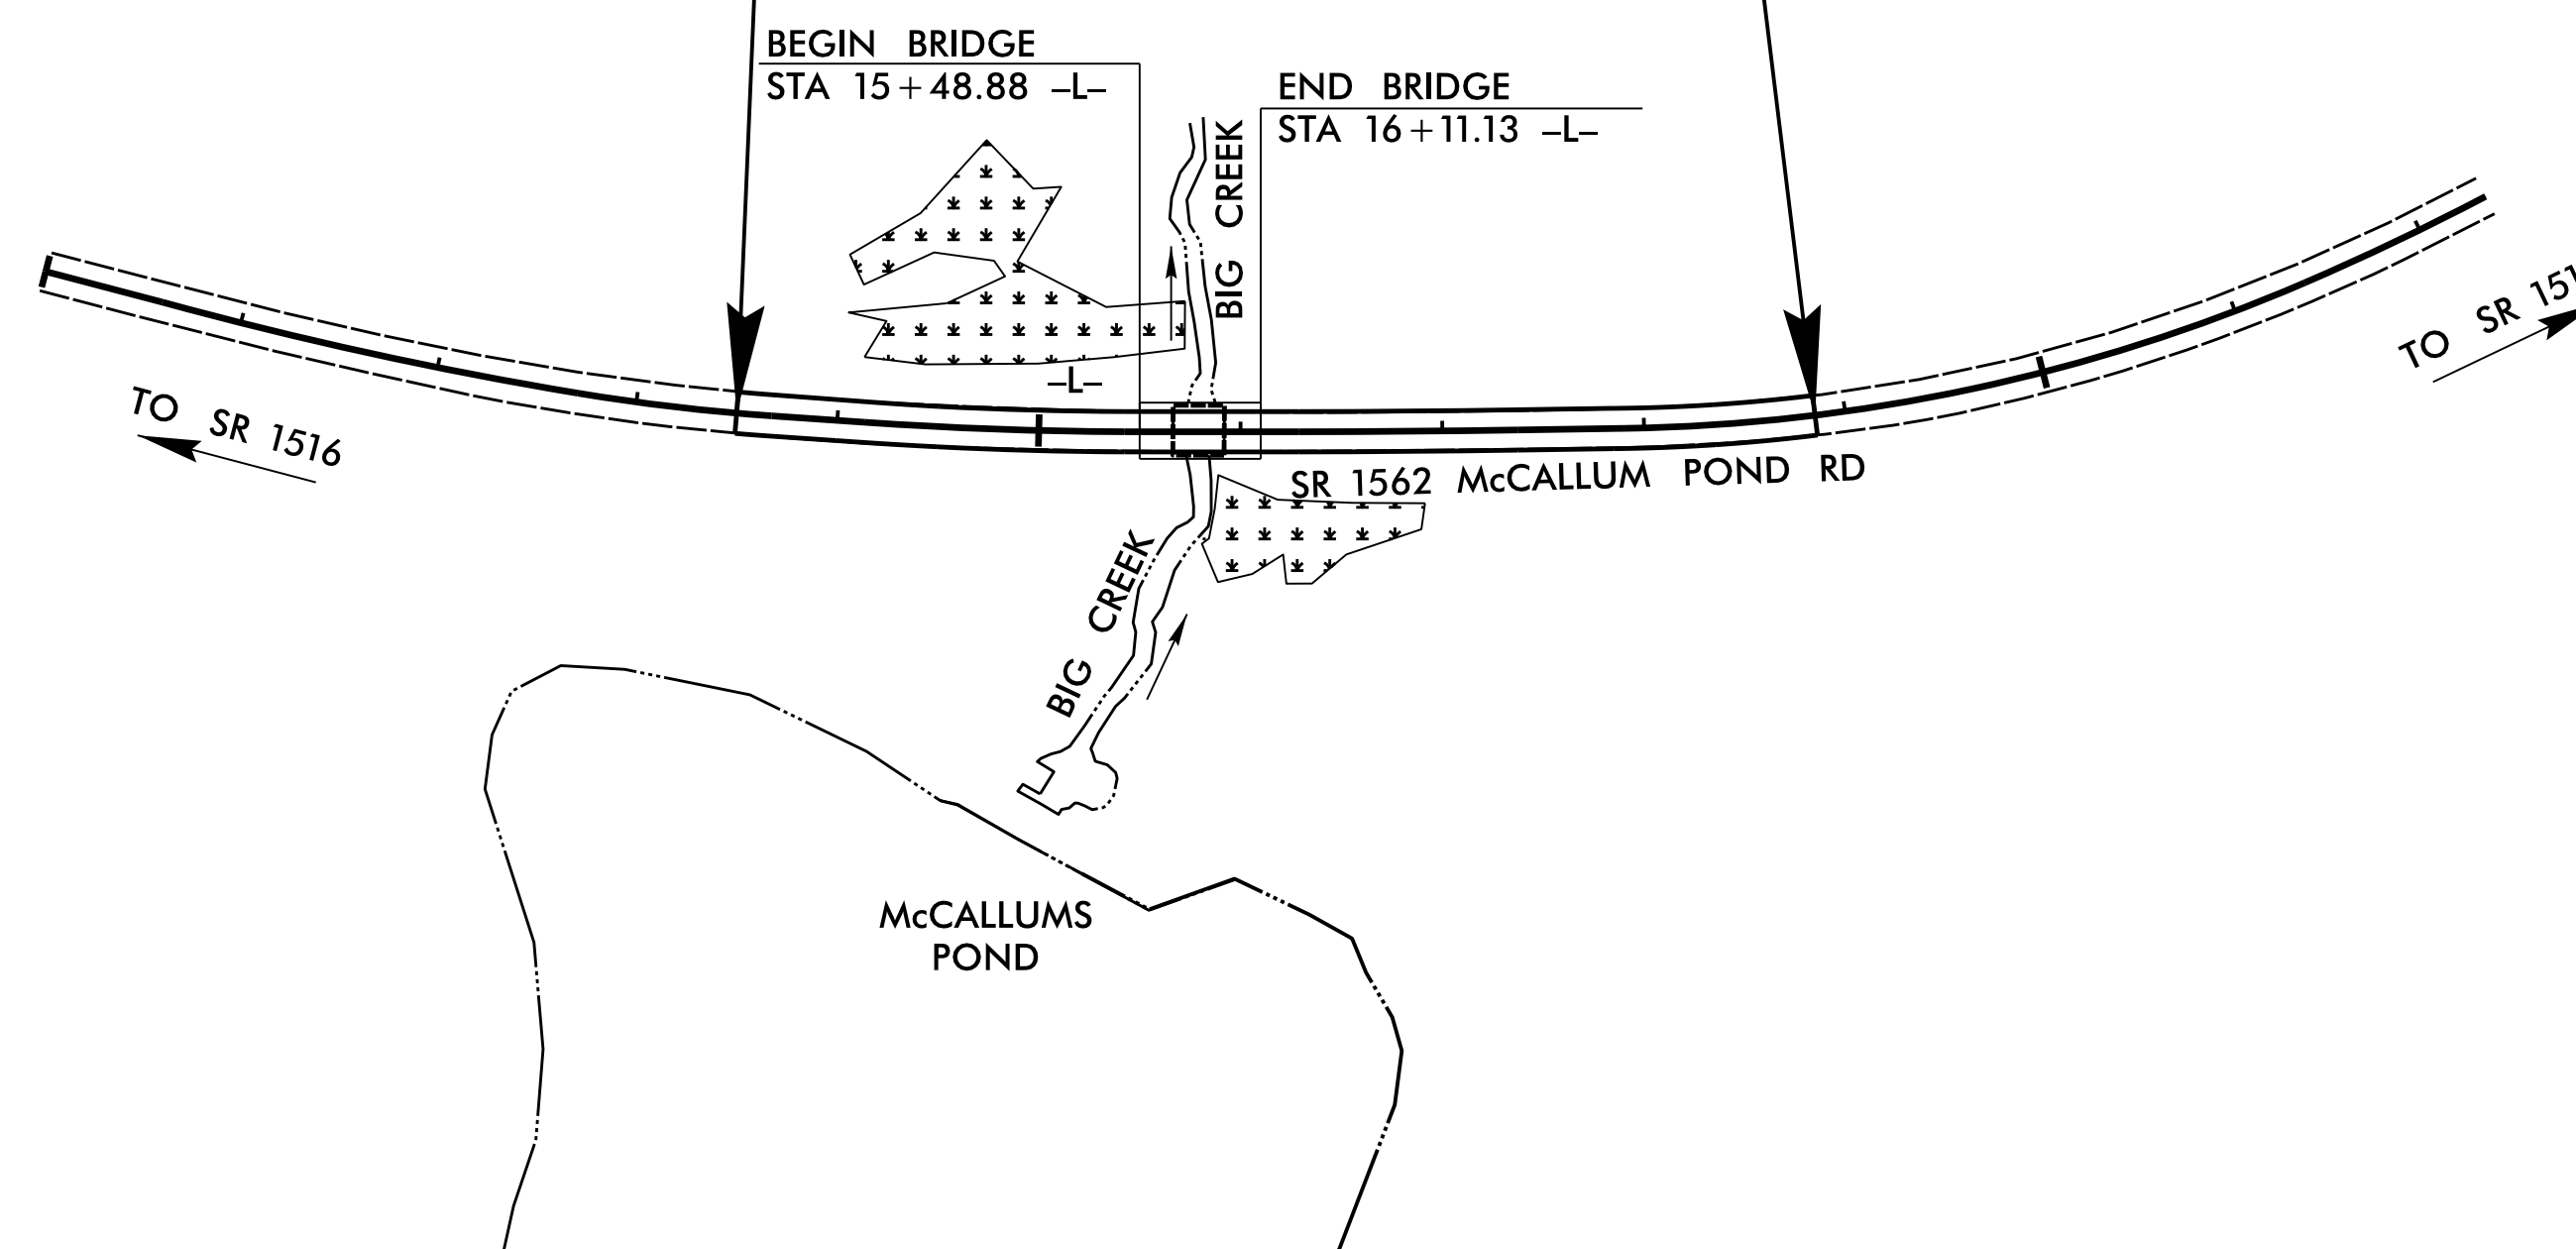 BEGIN BRIDGE
STA 15+48.88 –L–
END BRIDGE
STA 16+11.13 –L–
BIG CREEK
–L–
TO SR 1516
TO SR
SR 1562 McCALLUM POND RD
BIG CREEK
McCALLUMS
POND